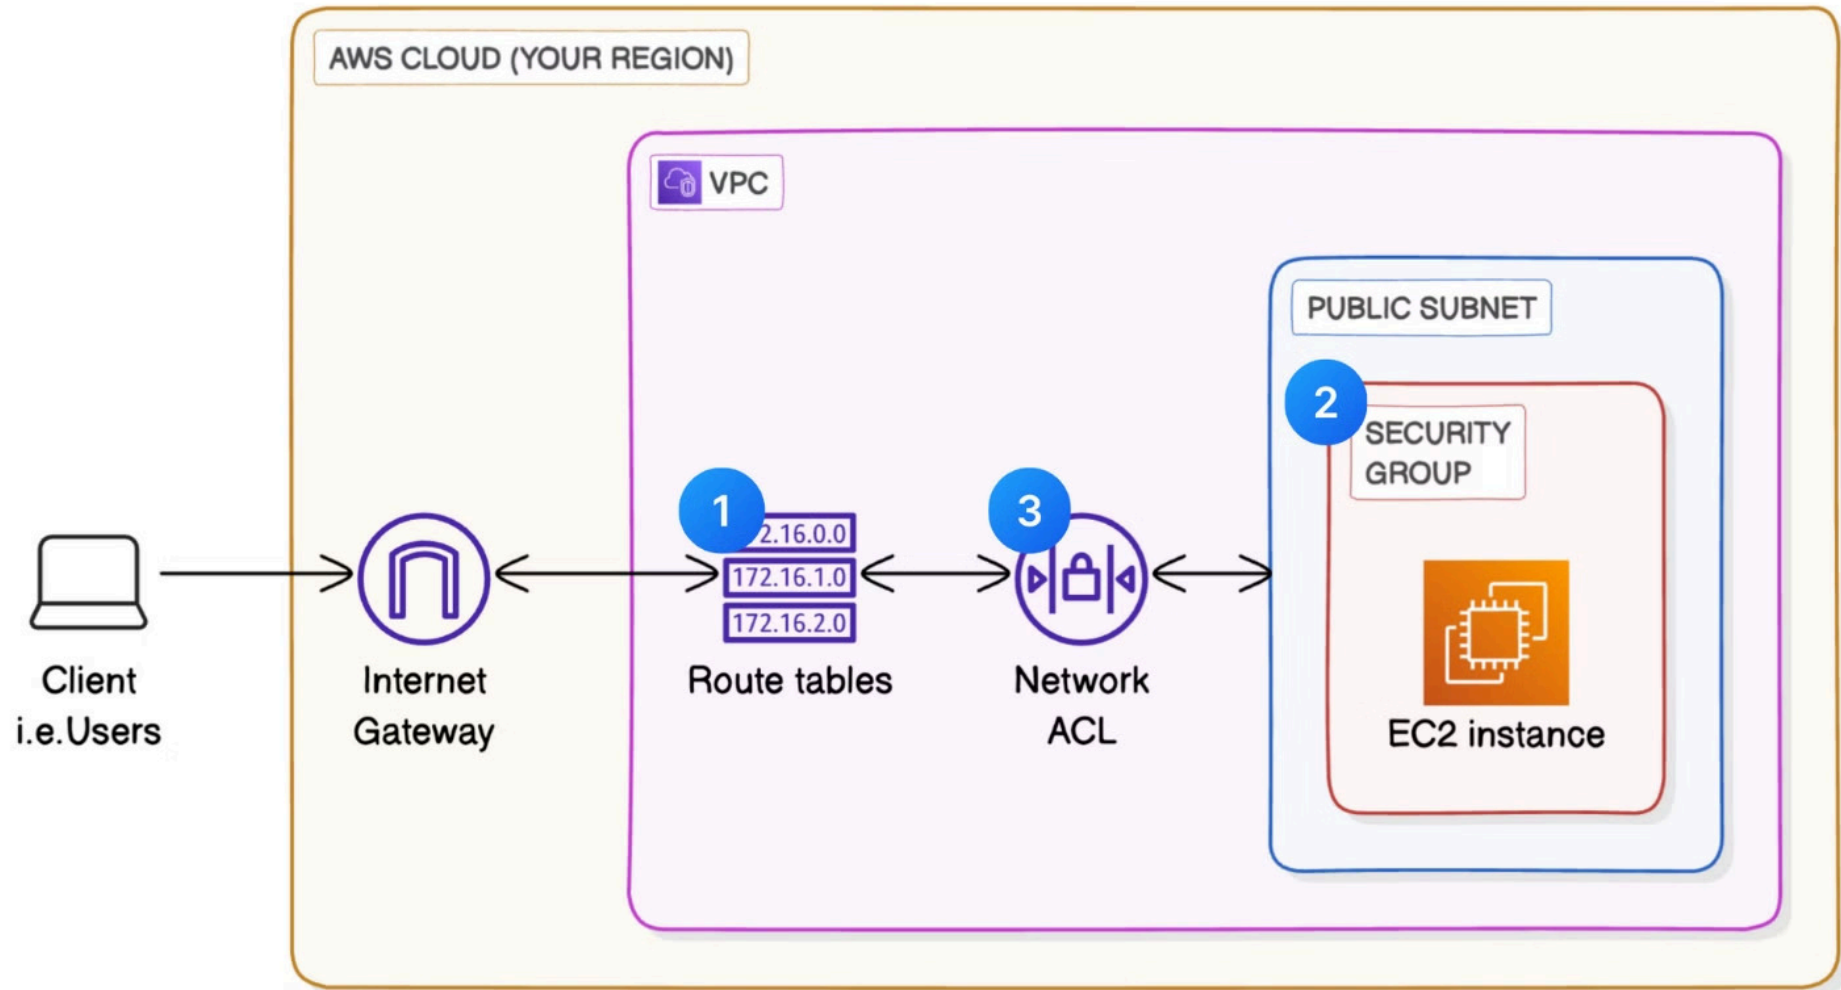 AWS CLOUD (YOUR REGION)
VPC
PUBLIC SUBNET
2
SECURITY
GROUP
1
3
2.16.0.0
172.16.1.0
172.16.2.0
Client
i.e.Users
Internet
Gateway
Route tables
Network
ACL
EC2 instance